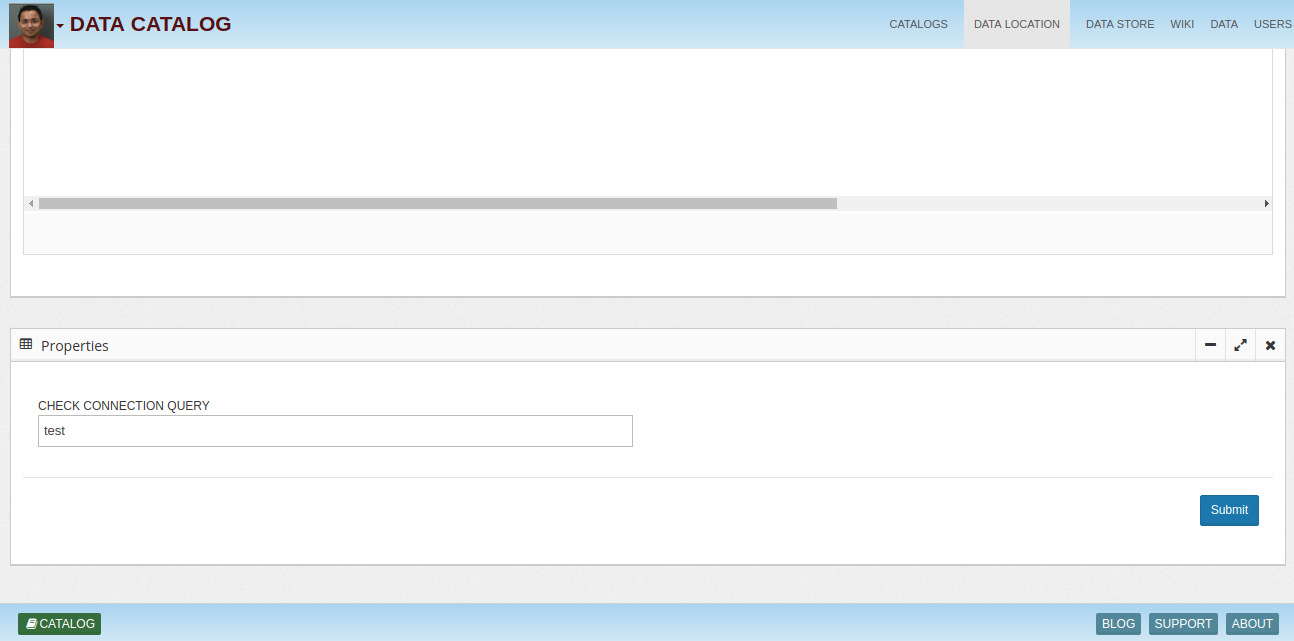 DATA CATALOG
CATALOGS DATA LOCATION DATA STORE WIKI DATA USERS
Properties
CHECK CONNECTION QUERY
test
Submit
CATALOG
BLOG SUPPORT ABOUT